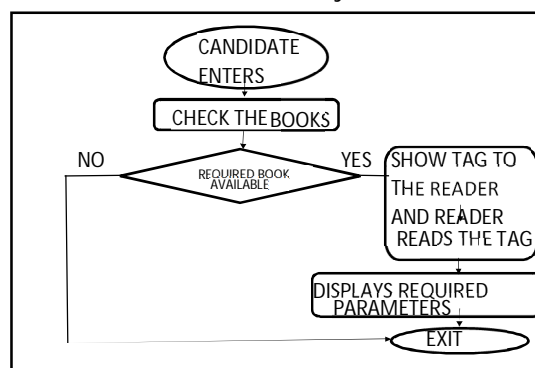 CANDIDATE
ENTERS
CHECK THE BOOKS
NO
REQUIRED BOOK
AVAILABLE
YES
SHOW TAG TO
THE READER
AND READER
READS THE TAG
DISPLAYS REQUIRED
PARAMETERS
EXIT